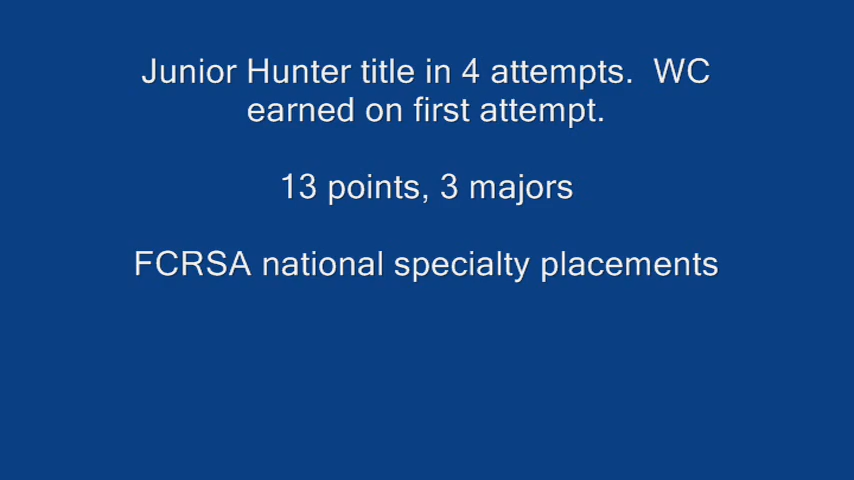 Junior Hunter title in 4 attempts.  WC
earned on first attempt.
13 points, 3 majors
FCRSA national specialty placements